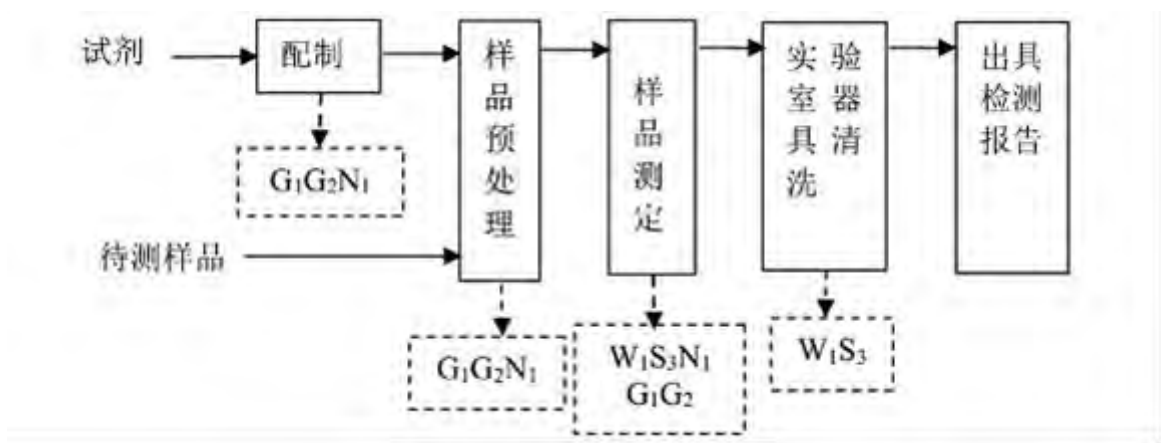 试剂
配制
样品预处理
样品测定
实验
室器
具清
洗
出具
检测
报告
G₁G₂N₁
待测样品
G₁G₂N₁
W₁S₃N₁
G₁G₂
W₁S₃